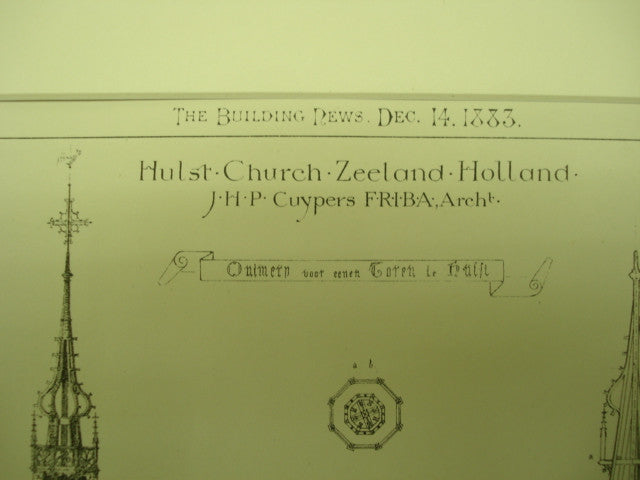 THE BUILDING NEWS. DEC. 14. 1883.
Hulst · Church · Zeeland · Holland ·
J · H · P · Cuypers F·R·I·B·A·, Archt.
Ontwerp voor eenen Toren te Hulst
a b
a